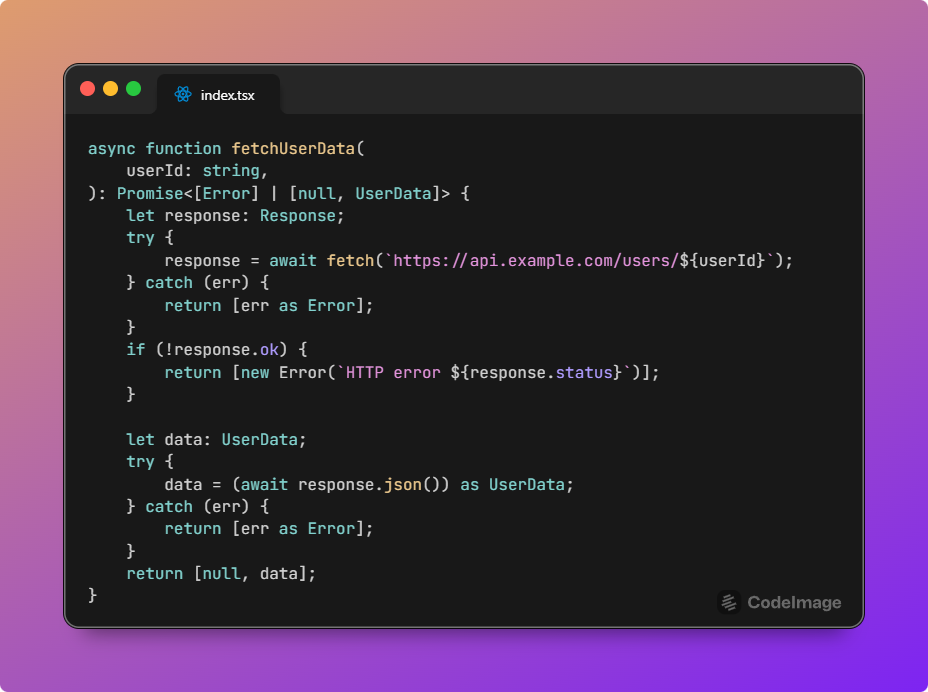 index.tsx
async function fetchUserData(
    userId: string,
): Promise<[Error] | [null, UserData]> {
    let response: Response;
    try {
        response = await fetch(`https://api.example.com/users/${userId}`);
    } catch (err) {
        return [err as Error];
    }
    if (!response.ok) {
        return [new Error(`HTTP error ${response.status}`)];
    }

    let data: UserData;
    try {
        data = (await response.json()) as UserData;
    } catch (err) {
        return [err as Error];
    }
    return [null, data];
}
CodeImage